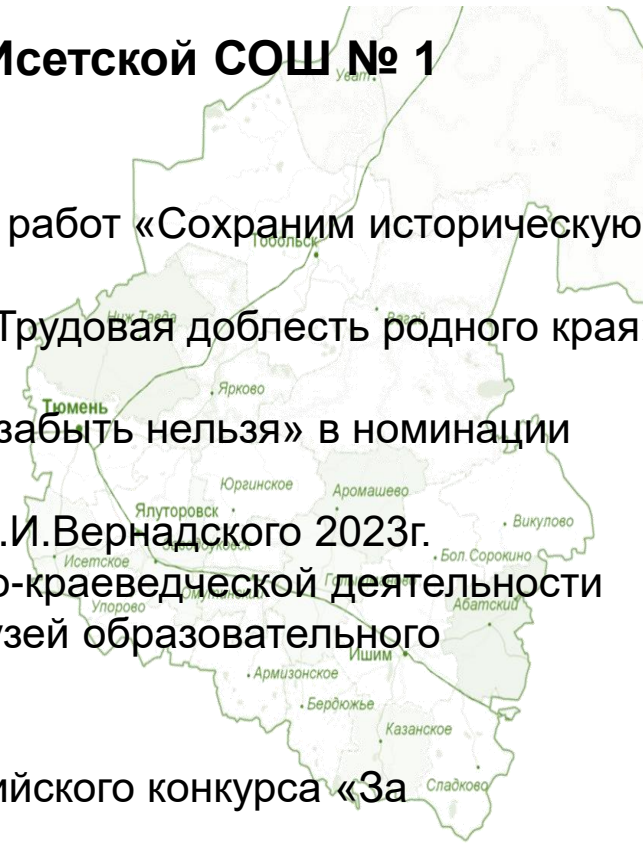 Исетской СОШ № 1
Уват
работ «Сохраним историческую
Тобольск
Трудовая доблесть родного края
Ниж.Тавда
Вагай
Ярково
Тюмень
забыть нельзя» в номинации
Юргинское
Аромашево
Ялуторовск
.И.Вернадского 2023г.
Викулово
Исетское
Бол.Сорокино
о-краеведческой деятельности
Упорово
Омутинский
Абатский
узей образовательного
Ишим
Армизонское
Бердюжье
Казанское
ийского конкурса «За
Сладково